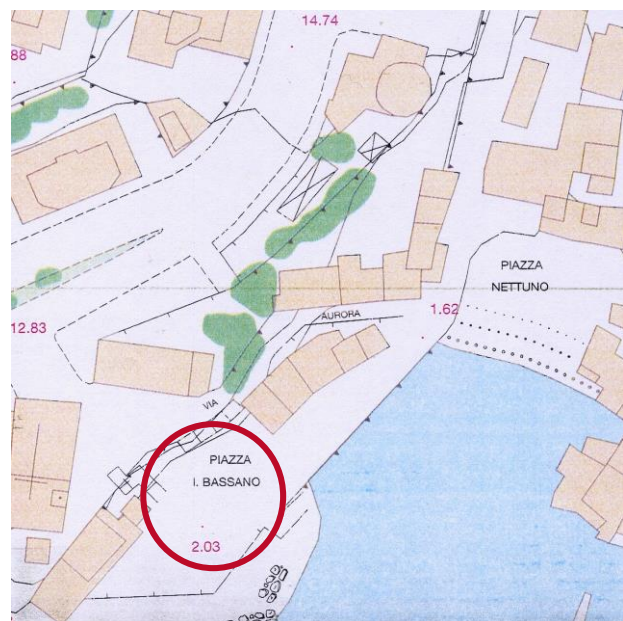 14.74
88
PIAZZA
NETTUNO
12.83
1.62
AURORA
VIA
PIAZZA
I. BASSANO
2.03